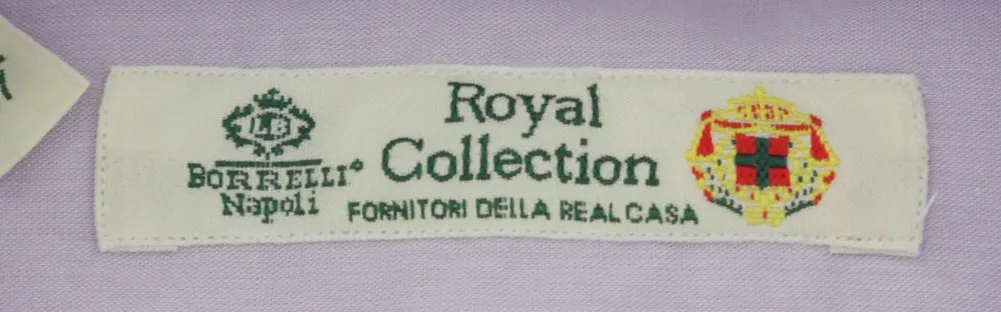 LB
BORRELLI
Napoli
Royal
Collection
FORNITORI DELLA REAL CASA